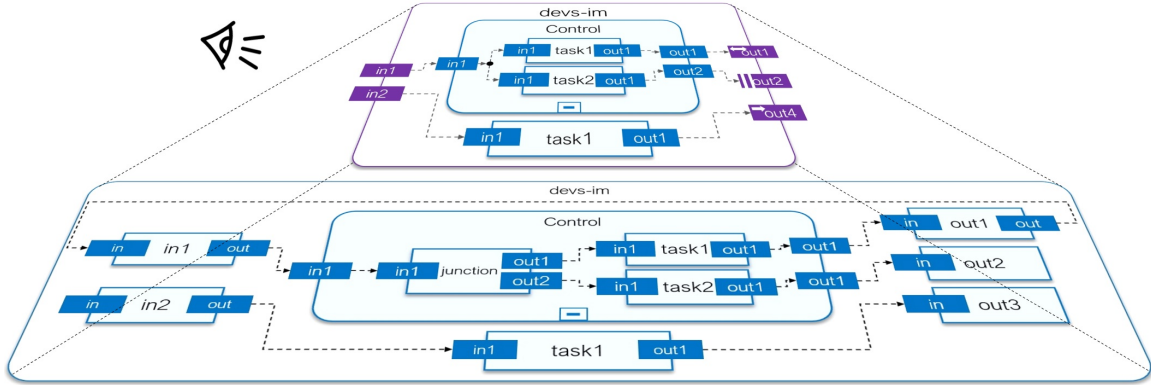 devs-im
Control
in1 task1 out1 out1 out1
in1 in1
in1 task2 out1 out2 out2
in2
out4
in1 task1 out1
devs-im
Control
in out1 out
in in1 out in1 task1 out1 out1
in1 in1 junction out1
out2
in1 task2 out1 out1 in out2
in in2 out in out3
in1 task1 out1